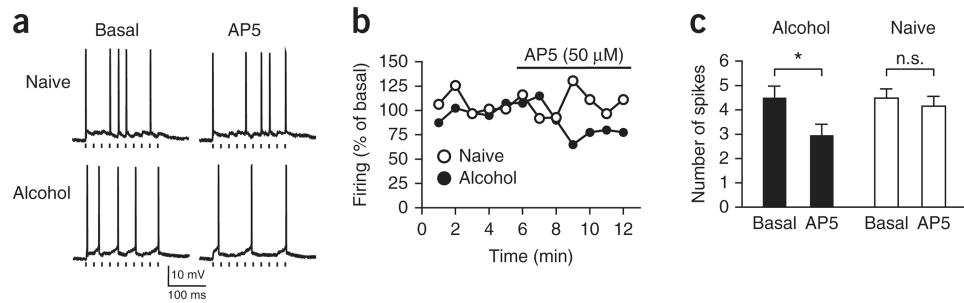 a
Basal
AP5
Naive
Alcohol
10 mV
100 ms
b
AP5 (50 μM)
Firing (% of basal)
150
125
100
75
50
25
0
Naive
Alcohol
0 2 4 6 8 10 12
Time (min)
c
Alcohol Naive
* n.s.
Number of spikes
6
5
4
3
2
1
0
Basal AP5 Basal AP5